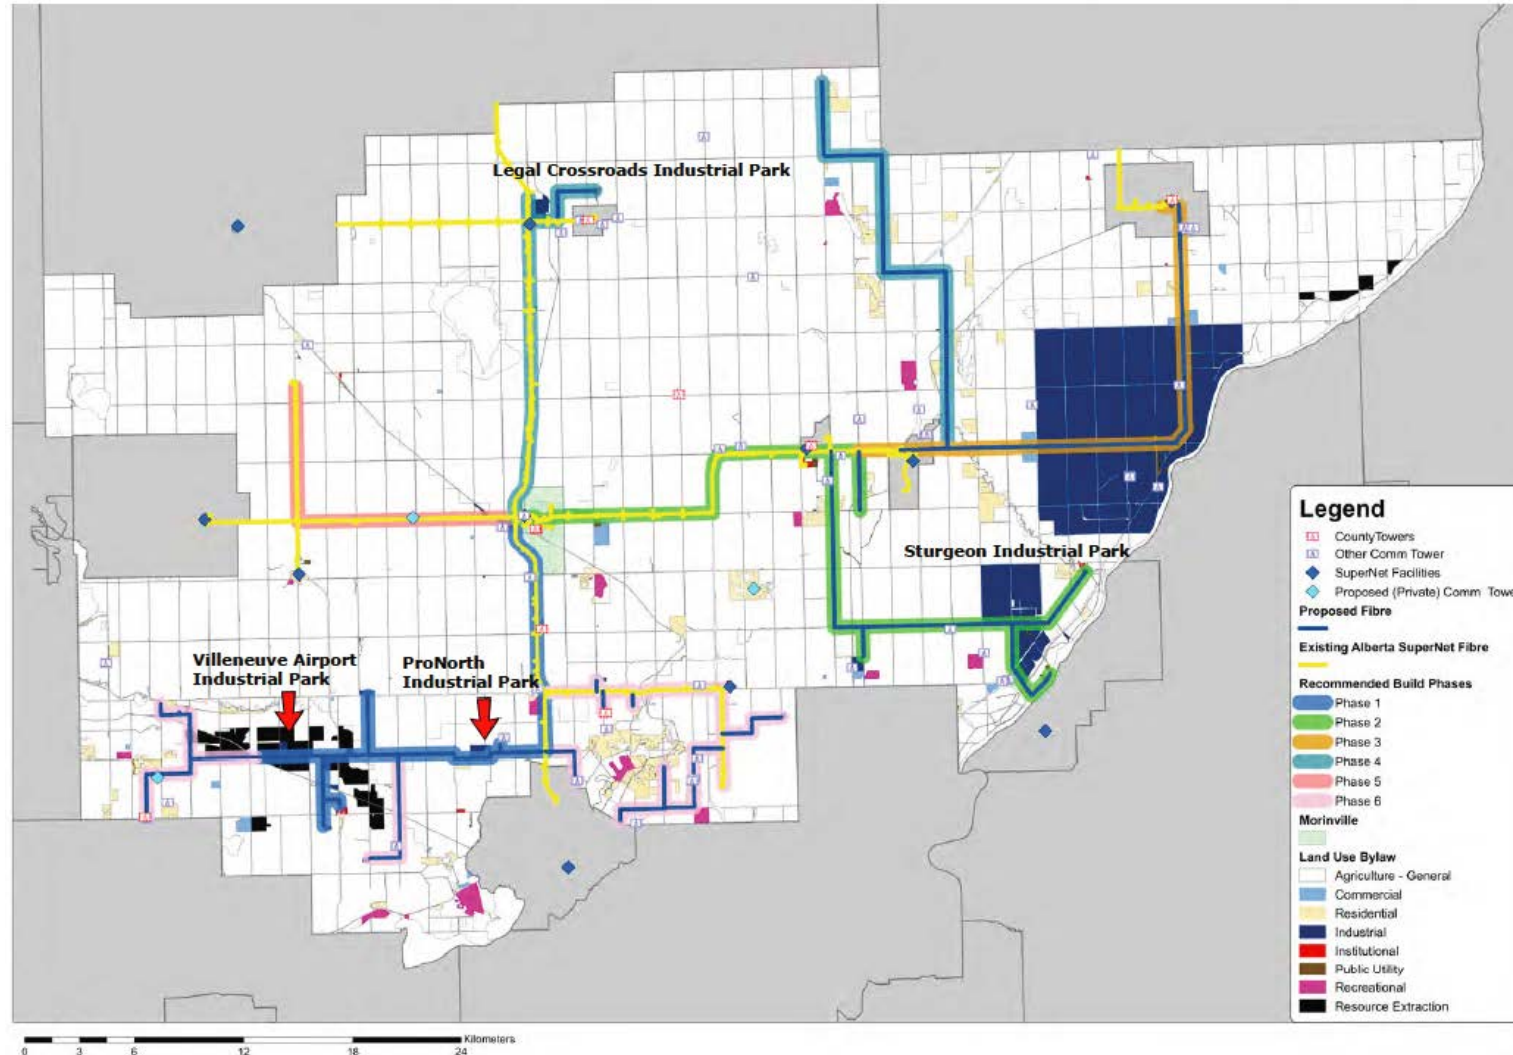 Legal Crossroads Industrial Park
Sturgeon Industrial Park
Villeneuve Airport
Industrial Park
ProNorth
Industrial Park
Legend
CountyTowers
Other Comm Tower
SuperNet Facilities
Proposed (Private) Comm Towe
Proposed Fibre
Existing Alberta SuperNet Fibre
Recommended Build Phases
Phase 1
Phase 2
Phase 3
Phase 4
Phase 5
Phase 6
Morinville
Land Use Bylaw
Agriculture - General
Commercial
Residential
Industrial
Institutional
Public Utility
Recreational
Resource Extraction
Kilometers
0 3 6 12 18 24